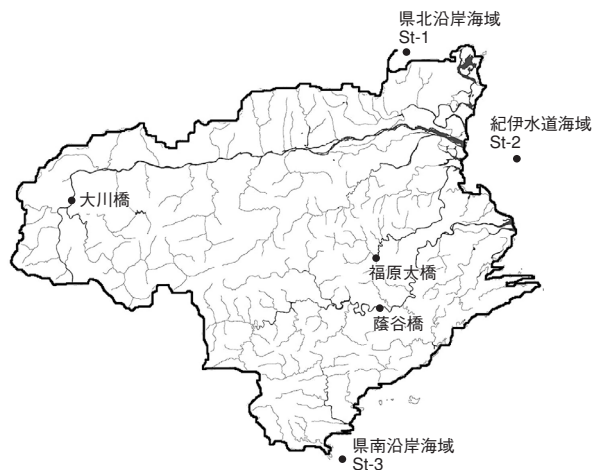 県北沿岸海域
St-1
紀伊水道海域
St-2
大川橋
福原大橋
蔭谷橋
県南沿岸海域
St-3